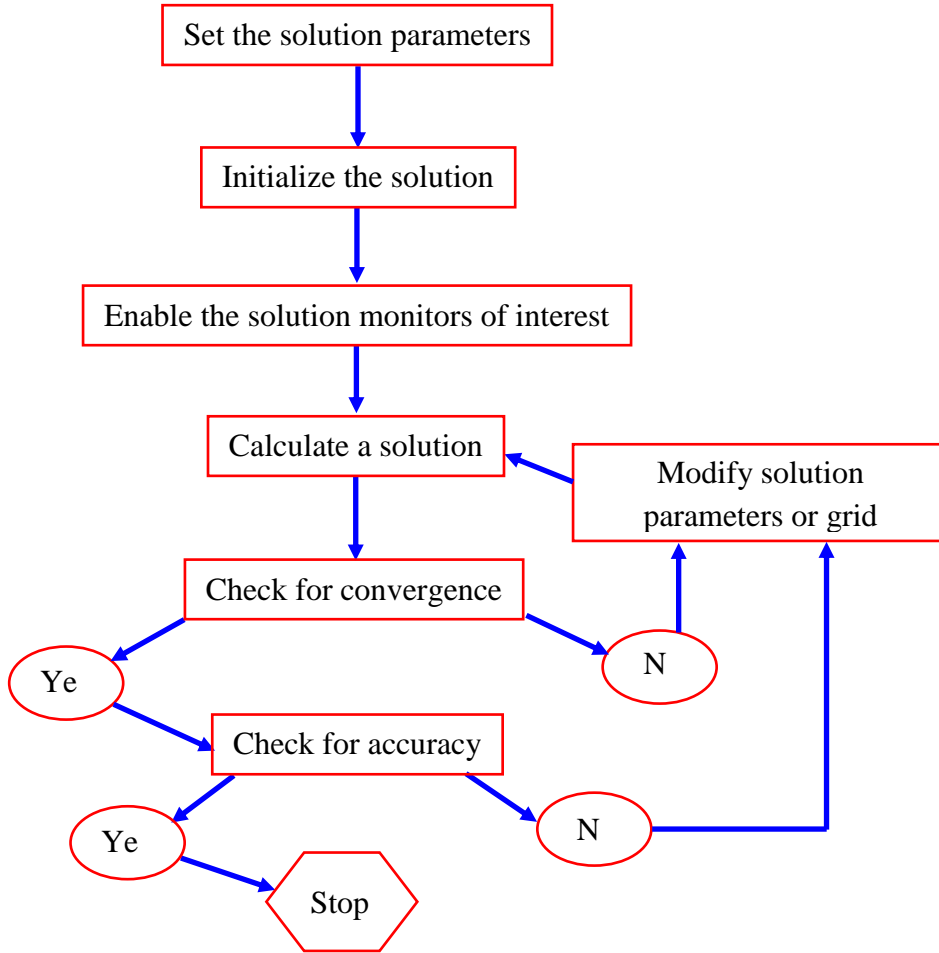 Set the solution parameters
Initialize the solution
Enable the solution monitors of interest
Calculate a solution
Modify solution
parameters or grid
Check for convergence
Ye
N
Check for accuracy
Ye
N
Stop